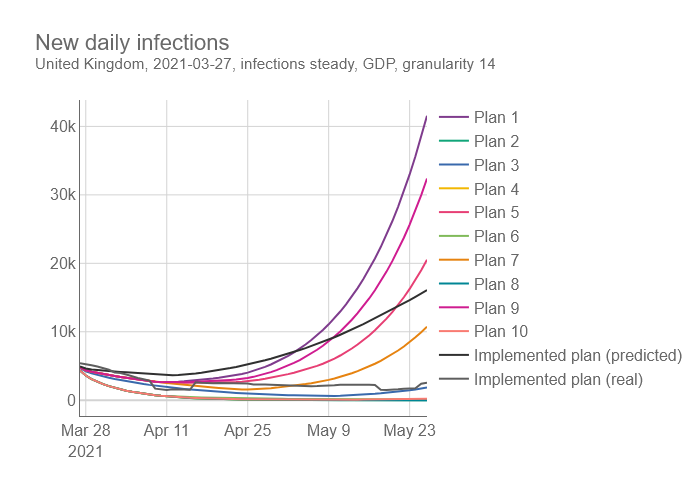 New daily infections
United Kingdom, 2021-03-27, infections steady, GDP, granularity 14
40k
30k
20k
10k
0
Mar 28
2021
Apr 11
Apr 25
May 9
May 23
Plan 1
Plan 2
Plan 3
Plan 4
Plan 5
Plan 6
Plan 7
Plan 8
Plan 9
Plan 10
Implemented plan (predicted)
Implemented plan (real)